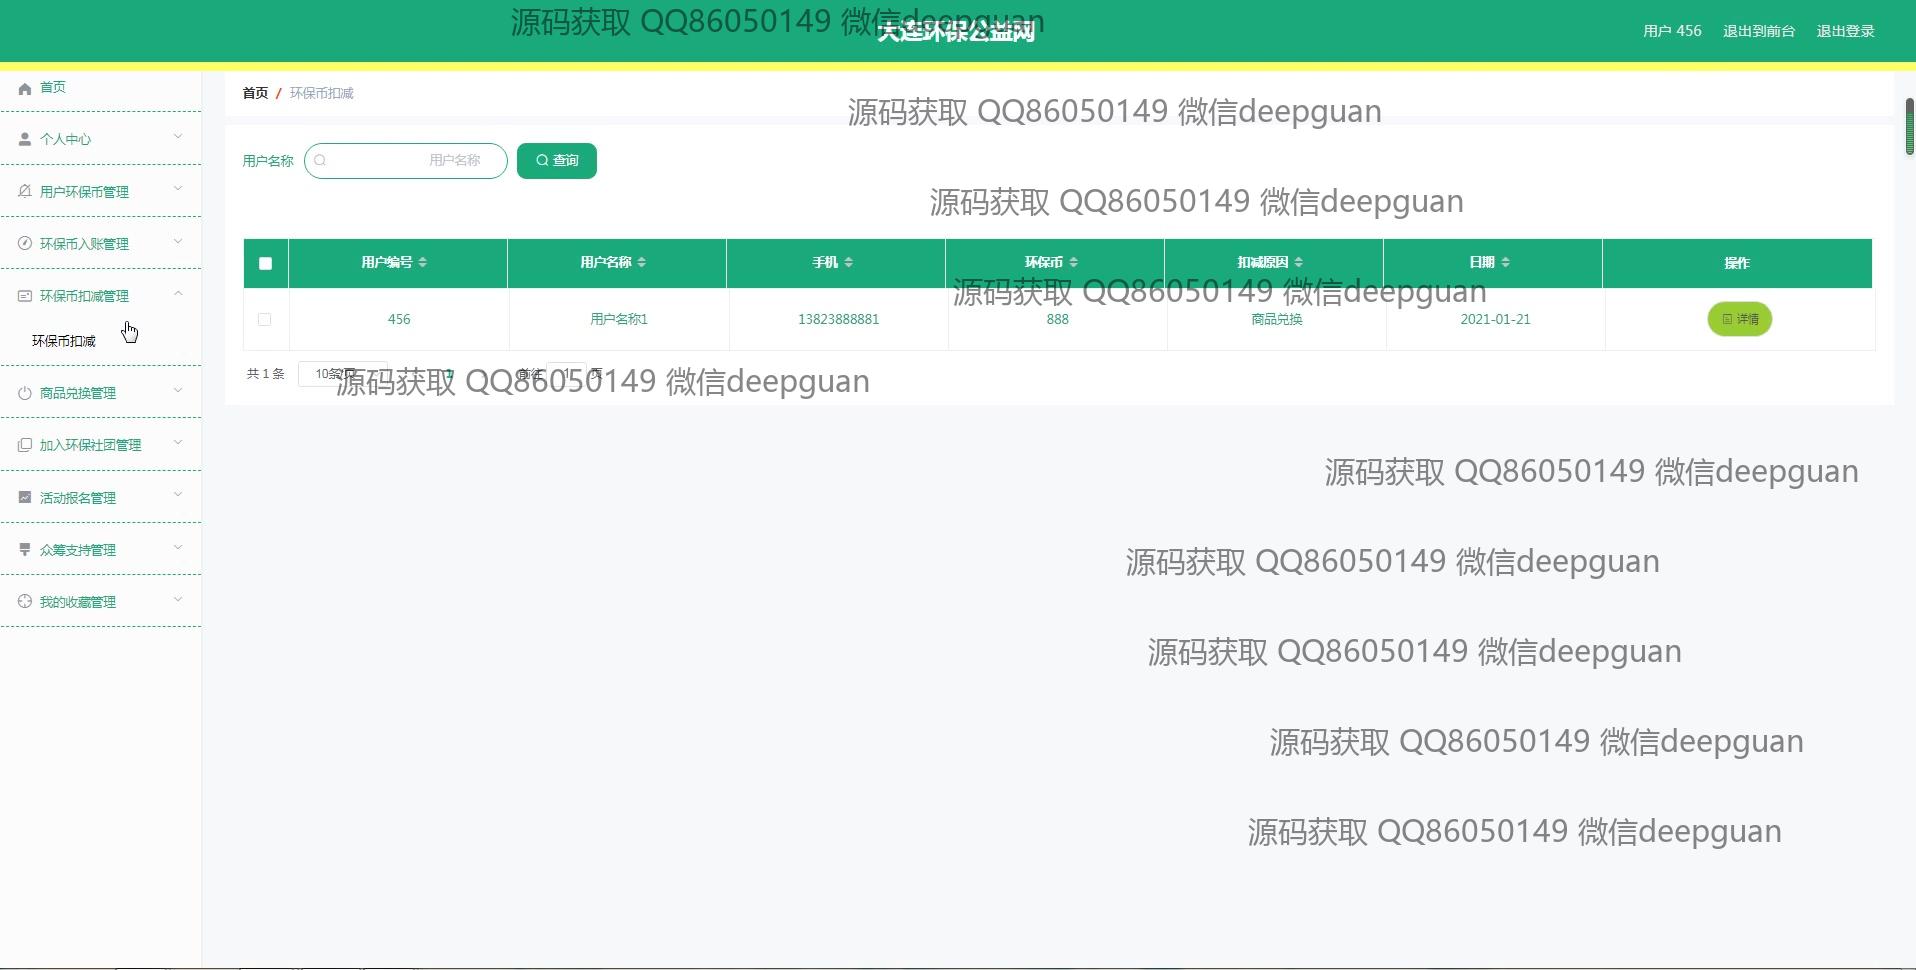 源码获取 QQ86050149 微信deepguan
大连环保公益网
用户 456 退出到前台 退出登录
首页
个人中心
用户环保币管理
环保币入账管理
环保币扣减管理
环保币扣减
商品兑换管理
加入环保社团管理
活动报名管理
众筹支持管理
我的收藏管理
首页 / 环保币扣减
源码获取 QQ86050149 微信deepguan
用户名称 用户名称 查询
源码获取 QQ86050149 微信deepguan
用户编号 用户名称 手机 环保币 扣减原因 日期 操作
源码获取 QQ86050149 微信deepguan
456 用户名称1 13823888881 888 商品兑换 2021-01-21 详情
共 1 条 10条/页 1 前往 1 页
源码获取 QQ86050149 微信deepguan
源码获取 QQ86050149 微信deepguan
源码获取 QQ86050149 微信deepguan
源码获取 QQ86050149 微信deepguan
源码获取 QQ86050149 微信deepguan
源码获取 QQ86050149 微信deepguan